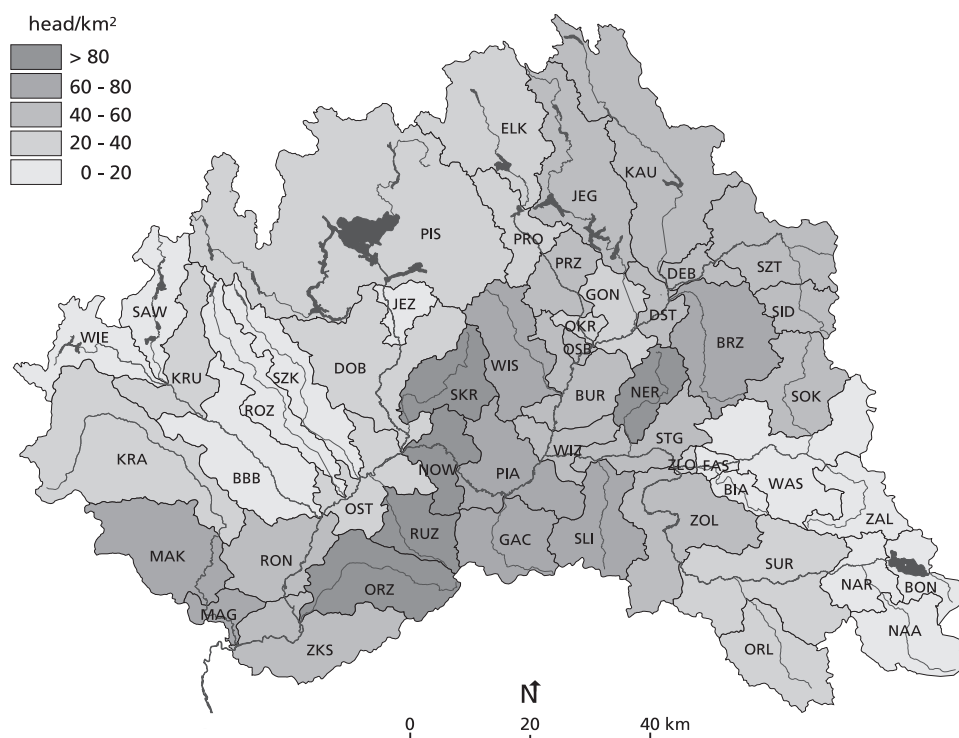 head/km²
> 80
60 - 80
40 - 60
20 - 40
0 - 20
ELK
KAU
JEG
PIS
PRO
PRZ
SZT
DEB
GON
JEZ
SAW
DST
SID
OKR
WIE
BRZ
OSB
DOB
WIS
KRU
SZK
SKR
BUR
NER
SOK
ROZ
STG
WIZ
KRA
NOW
PIA
ZLO
FAS
BBB
BIA
WAS
OST
ZOL
ZAL
RUZ
GAC
SLI
MAK
RON
SUR
ORZ
NAR
BON
MAG
NAA
ZKS
ORL
N
0 20 40 km